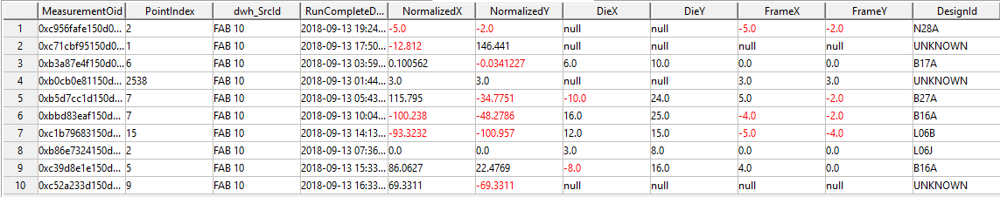 MeasurementOid PointIndex dwh_SrcId RunCompleteD... NormalizedX NormalizedY DieX DieY FrameX FrameY DesignId
1 0xc956fafe150d0... 2 FAB 10 2018-09-13 19:24... -5.0 -2.0 null null -5.0 -2.0 N28A
2 0xc71cbf95150d0... 1 FAB 10 2018-09-13 17:50... -12.812 146.441 null null null null UNKNOWN
3 0xb3a87e4f150d0... 6 FAB 10 2018-09-13 03:59... 0.100562 -0.0341227 6.0 10.0 0.0 0.0 B17A
4 0xb0cb0e81150d... 2538 FAB 10 2018-09-13 01:44... 3.0 3.0 null null 3.0 3.0 UNKNOWN
5 0xb5d7cc1d150d... 7 FAB 10 2018-09-13 05:43... 115.795 -34.7751 -10.0 24.0 5.0 -2.0 B27A
6 0xbbd83eaf150d... 7 FAB 10 2018-09-13 10:04... -100.238 -48.2786 16.0 25.0 -4.0 -2.0 B16A
7 0xc1b79683150d... 15 FAB 10 2018-09-13 14:13... -93.3232 -100.957 12.0 15.0 -5.0 -4.0 L06B
8 0xb86e7324150d... 2 FAB 10 2018-09-13 07:36... 0.0 0.0 3.0 8.0 0.0 0.0 L06J
9 0xc39d8e1e150d... 5 FAB 10 2018-09-13 15:33... 86.0627 22.4769 -8.0 16.0 4.0 0.0 B16A
10 0xc52a233d150d... 9 FAB 10 2018-09-13 16:33... 69.3311 -69.3311 null null null null UNKNOWN